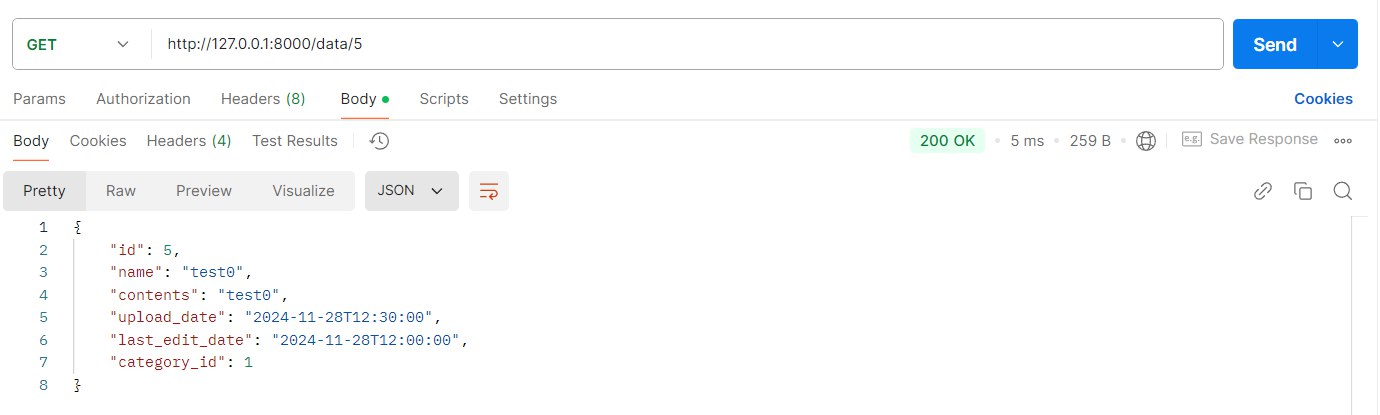 GET http://127.0.0.1:8000/data/5 Send
Params Authorization Headers (8) Body Scripts Settings Cookies
Body Cookies Headers (4) Test Results 200 OK 5 ms 259 B e.g. Save Response
Pretty Raw Preview Visualize JSON
1 {
2 "id": 5,
3 "name": "test0",
4 "contents": "test0",
5 "upload_date": "2024-11-28T12:30:00",
6 "last_edit_date": "2024-11-28T12:00:00",
7 "category_id": 1
8 }